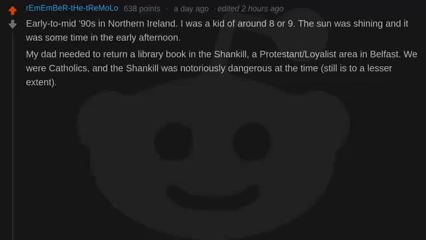 rEmEmBeR-tHe-tReMoLo 638 points · a day ago · edited 2 hours ago
Early-to-mid '90s in Northern Ireland. I was a kid of around 8 or 9. The sun was shining and it
was some time in the early afternoon.
My dad needed to return a library book in the Shankill, a Protestant/Loyalist area in Belfast. We
were Catholics, and the Shankill was notoriously dangerous at the time (still is to a lesser
extent).